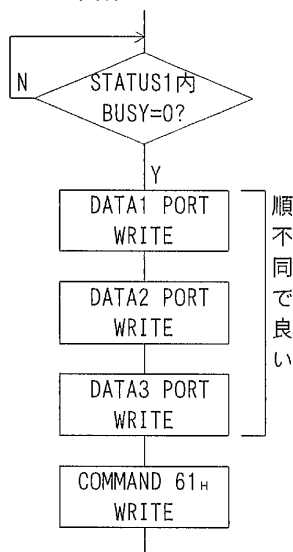 STATUS1内
BUSY=0?
N
Y
DATA1 PORT
WRITE
DATA2 PORT
WRITE
DATA3 PORT
WRITE
順不同で良い
COMMAND 61H
WRITE